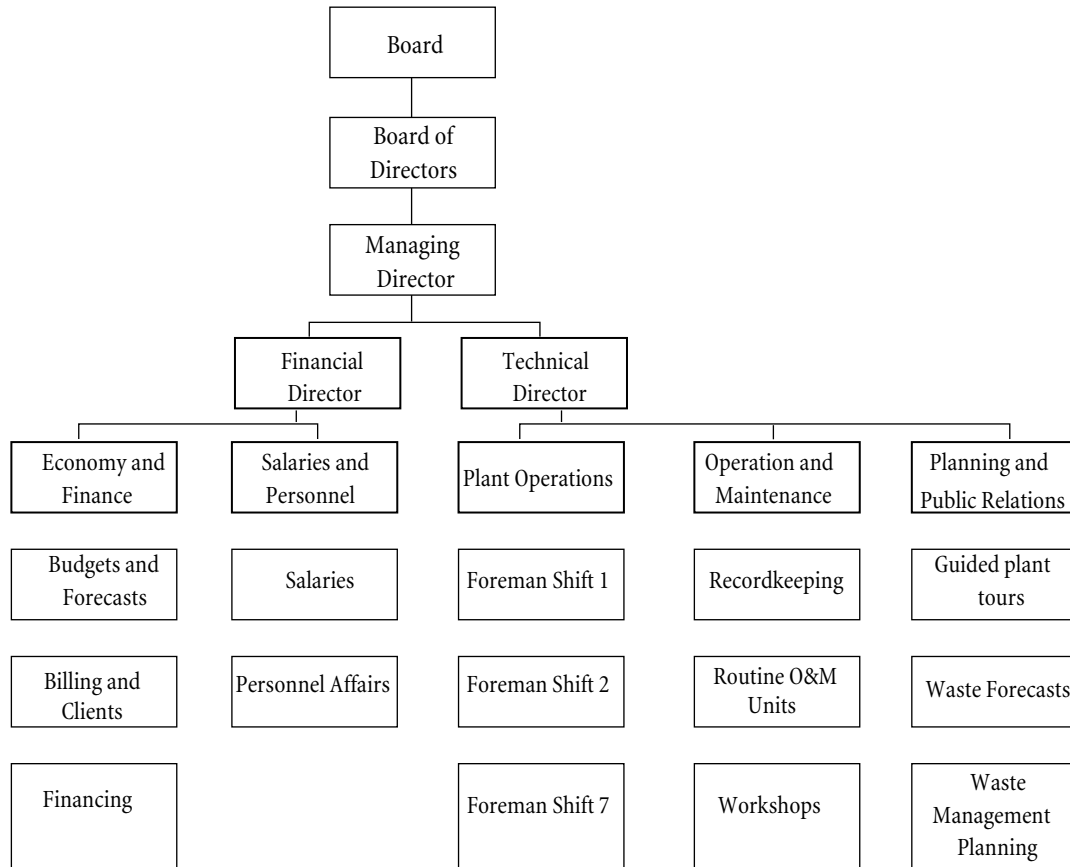 Board
Board of
Directors
Managing
Director
Financial
Director
Technical
Director
Economy and
Finance
Salaries and
Personnel
Plant Operations
Operation and
Maintenance
Planning and
Public Relations
Budgets and
Forecasts
Salaries
Foreman Shift 1
Recordkeeping
Guided plant
tours
Billing and
Clients
Personnel Affairs
Foreman Shift 2
Routine O&M
Units
Waste Forecasts
Financing
Foreman Shift 7
Workshops
Waste
Management
Planning